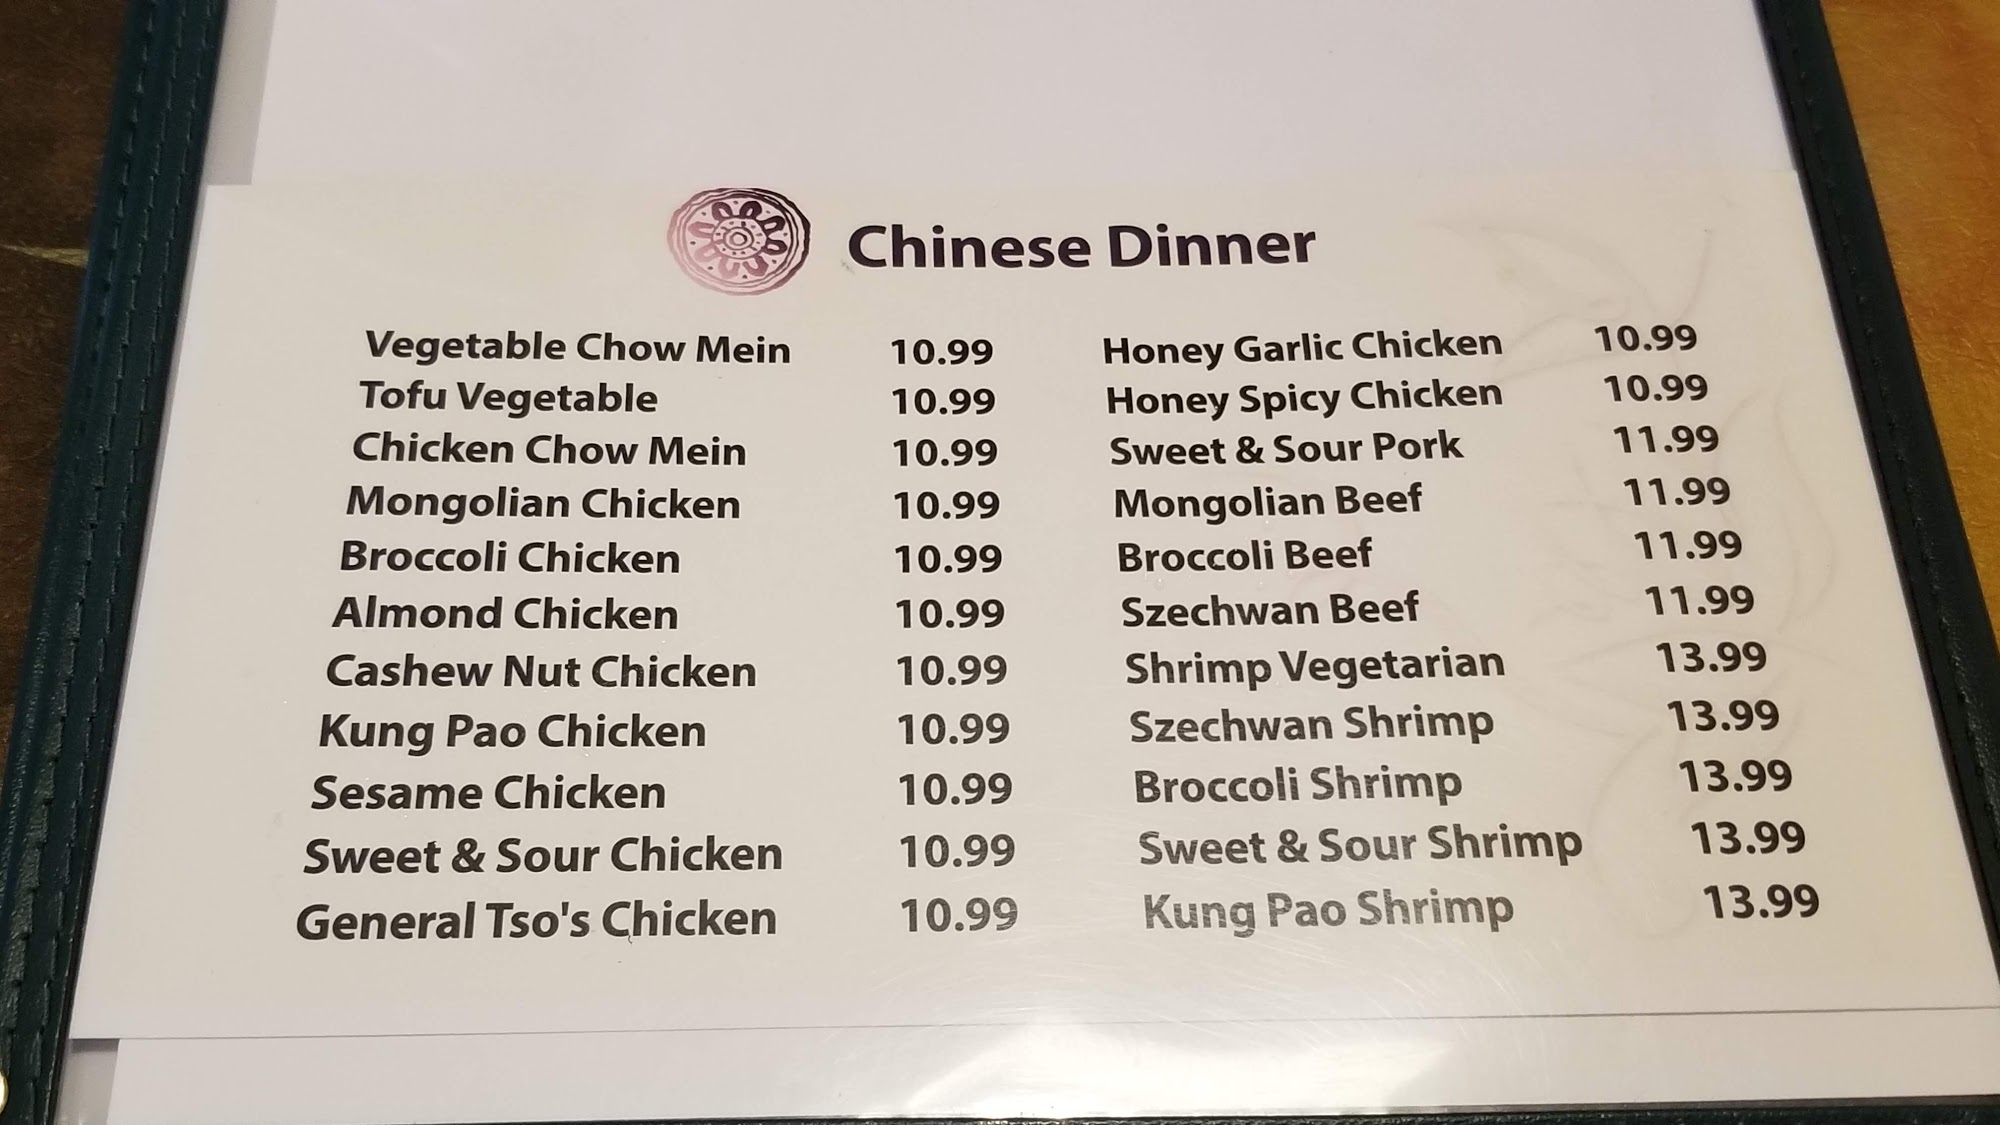 Chinese Dinner
Vegetable Chow Mein 10.99
Tofu Vegetable 10.99
Chicken Chow Mein 10.99
Mongolian Chicken 10.99
Broccoli Chicken 10.99
Almond Chicken 10.99
Cashew Nut Chicken 10.99
Kung Pao Chicken 10.99
Sesame Chicken 10.99
Sweet & Sour Chicken 10.99
General Tso's Chicken 10.99
Honey Garlic Chicken 10.99
Honey Spicy Chicken 10.99
Sweet & Sour Pork 11.99
Mongolian Beef 11.99
Broccoli Beef 11.99
Szechwan Beef 11.99
Shrimp Vegetarian 13.99
Szechwan Shrimp 13.99
Broccoli Shrimp 13.99
Sweet & Sour Shrimp 13.99
Kung Pao Shrimp 13.99